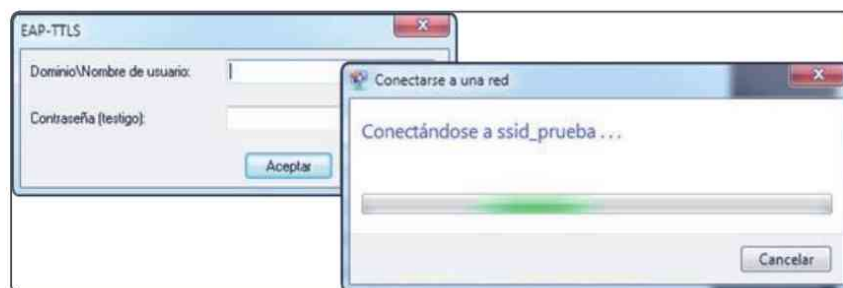 EAP-TTLS
Dominio\Nombre de usuario:
Contraseña (testigo):
Aceptar
Conectarse a una red
Conectándose a ssid_prueba . . .
Cancelar